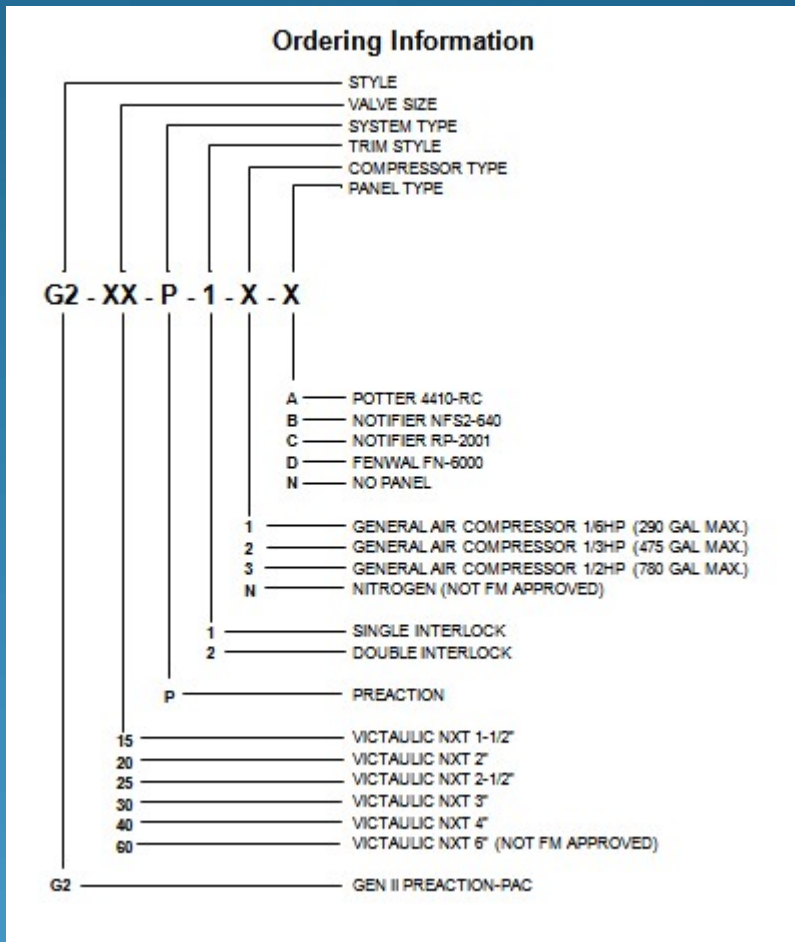 Ordering Information
STYLE
VALVE SIZE
SYSTEM TYPE
TRIM STYLE
COMPRESSOR TYPE
PANEL TYPE
G2 - XX - P - 1 - X - X
A POTTER 4410-RC
B NOTIFIER NFS2-640
C NOTIFIER RP-2001
D FENWAL FN-6000
N NO PANEL
1 GENERAL AIR COMPRESSOR 1/6HP (290 GAL MAX.)
2 GENERAL AIR COMPRESSOR 1/3HP (475 GAL MAX.)
3 GENERAL AIR COMPRESSOR 1/2HP (780 GAL MAX.)
N NITROGEN (NOT FM APPROVED)
1 SINGLE INTERLOCK
2 DOUBLE INTERLOCK
P PREACTION
15 VICTAULIC NXT 1-1/2"
20 VICTAULIC NXT 2"
25 VICTAULIC NXT 2-1/2"
30 VICTAULIC NXT 3"
40 VICTAULIC NXT 4"
60 VICTAULIC NXT 6" (NOT FM APPROVED)
G2 GEN II PREACTION-PAC